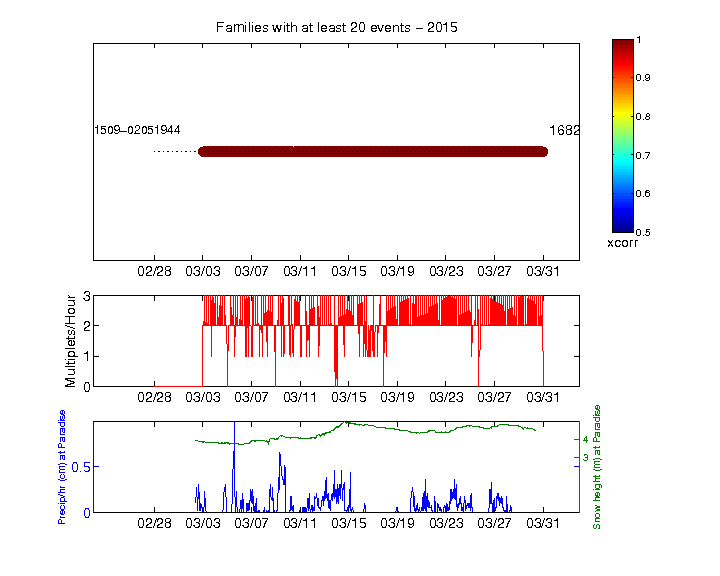 Families with at least 20 events – 2015
1509–02051944
1682
02/28 03/03 03/07 03/11 03/15 03/19 03/23 03/27 03/31
1
0.9
0.8
0.7
0.6
0.5
xcorr
Multiplets/Hour
3
2
1
0
02/28 03/03 03/07 03/11 03/15 03/19 03/23 03/27 03/31
Precip/hr (cm) at Paradise
0.5
0
4
3
Snow height (m) at Paradise
02/28 03/03 03/07 03/11 03/15 03/19 03/23 03/27 03/31